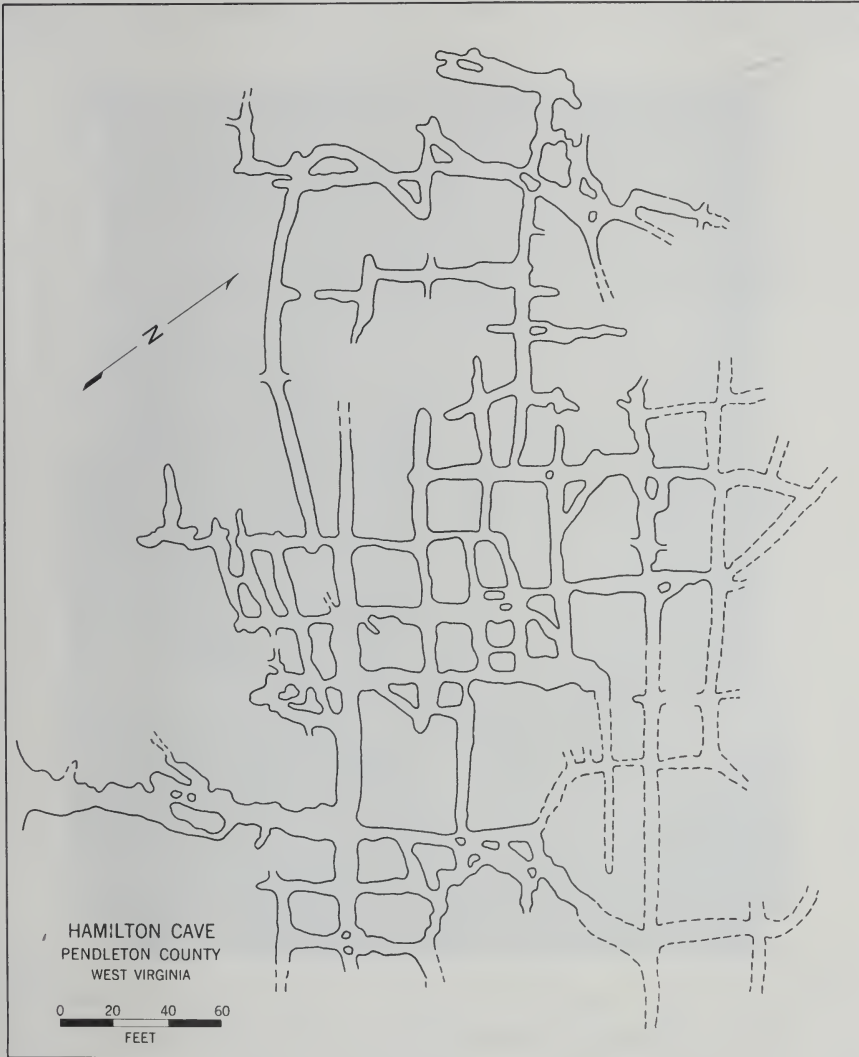 N
HAMILTON CAVE
PENDLETON COUNTY
WEST VIRGINIA
0 20 40 60
FEET